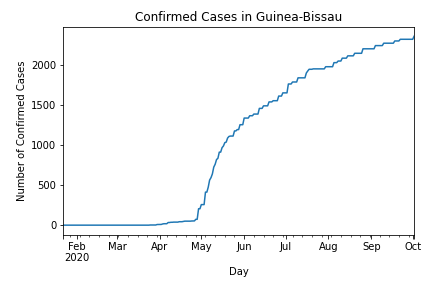 Confirmed Cases in Guinea-Bissau
Number of Confirmed Cases
2000
1500
1000
500
0
Feb Mar Apr May Jun Jul Aug Sep Oct
2020
Day